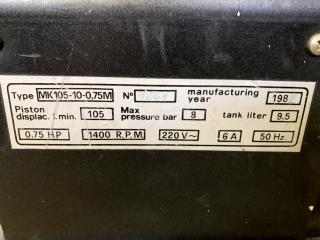 Type MK105-10-0,75M Nº manufacturing year 198
Piston displac. l. min. 105 Max pressure bar 8 tank liter 9.5
0.75 HP 1400 R.P.M 220V~ 6A 50 Hz.